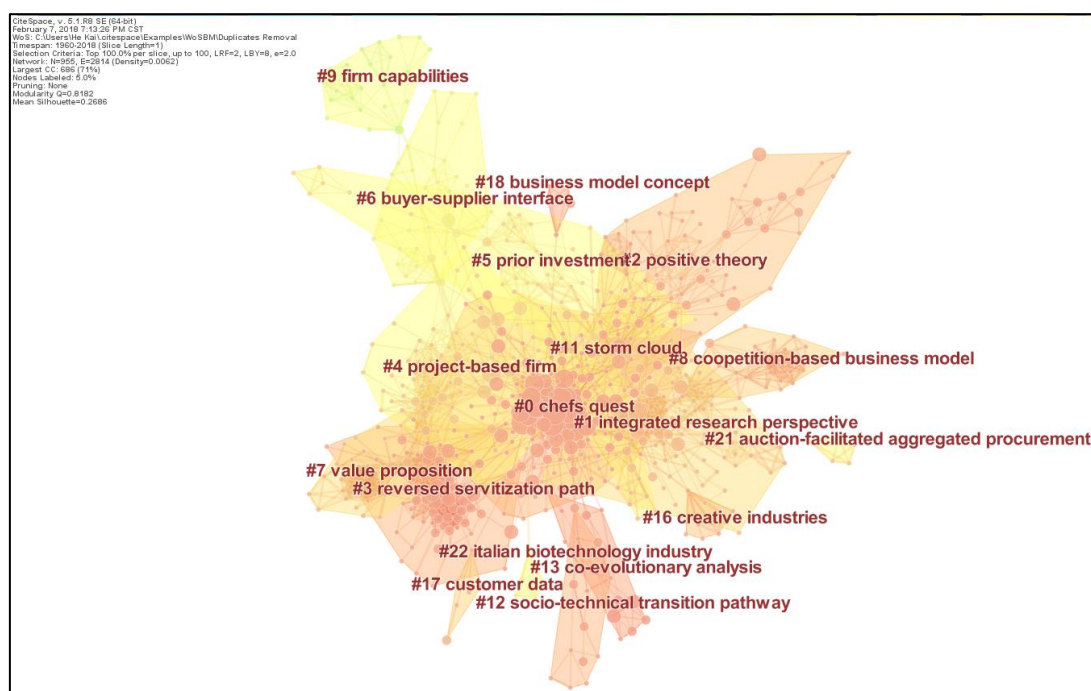 CiteSpace, v. 5.1.R8 SE (64-bit)
February 7, 2018 7:13:26 PM CST
WoS: C:\Users\He Kai\.citespace\Examples\WoSBM\Duplicates Removal
Timespan: 1960-2018 (Slice Length=1)
Selection Criteria: Top 100.0% per slice, up to 100, LRF=2, LBY=8, e=2.0
Network: N=955, E=2814 (Density=0.0062)
Largest CC: 686 (71%)
Nodes Labeled: 5.0%
Pruning: None
Modularity Q=0.8182
Mean Silhouette=0.2686
#9 firm capabilities
#18 business model concept
#6 buyer-supplier interface
#5 prior investment
#2 positive theory
#11 storm cloud
#8 coopetition-based business model
#4 project-based firm
#0 chefs quest
#1 integrated research perspective
#21 auction-facilitated aggregated procurement
#7 value proposition
#3 reversed servitization path
#16 creative industries
#22 italian biotechnology industry
#13 co-evolutionary analysis
#17 customer data
#12 socio-technical transition pathway